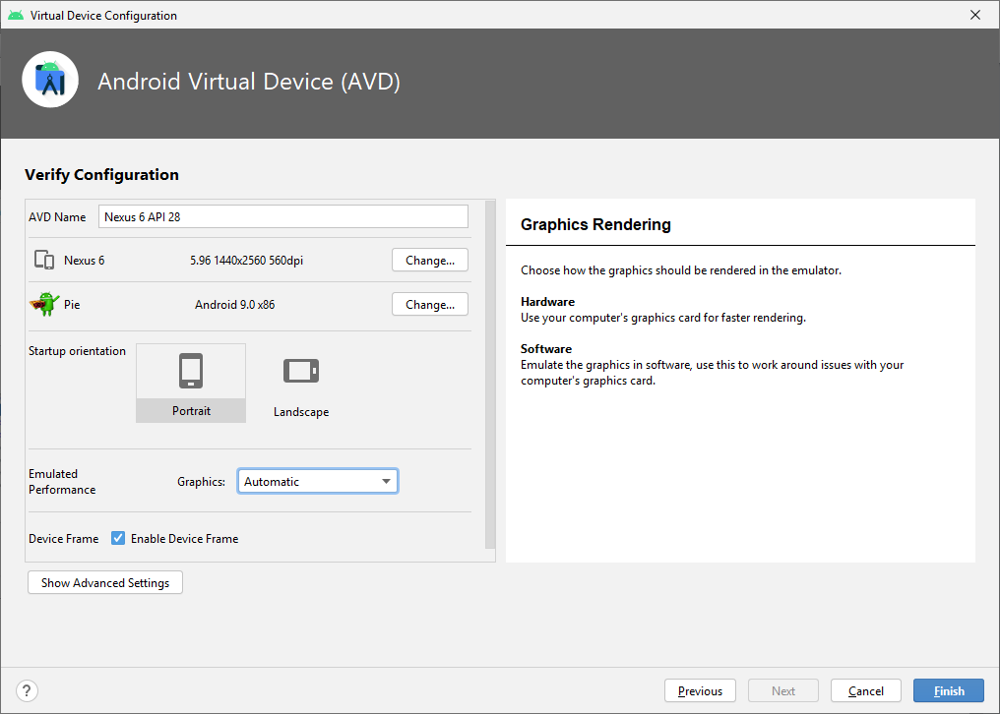 Virtual Device Configuration
Android Virtual Device (AVD)
Verify Configuration
AVD Name Nexus 6 API 28
Nexus 6 5.96 1440x2560 560dpi Change...
Pie Android 9.0 x86 Change...
Startup orientation
Portrait Landscape
Emulated
Performance
Graphics: Automatic
Device Frame Enable Device Frame
Show Advanced Settings
Graphics Rendering
Choose how the graphics should be rendered in the emulator.
Hardware
Use your computer's graphics card for faster rendering.
Software
Emulate the graphics in software, use this to work around issues with your
computer's graphics card.
? Previous Next Cancel Finish